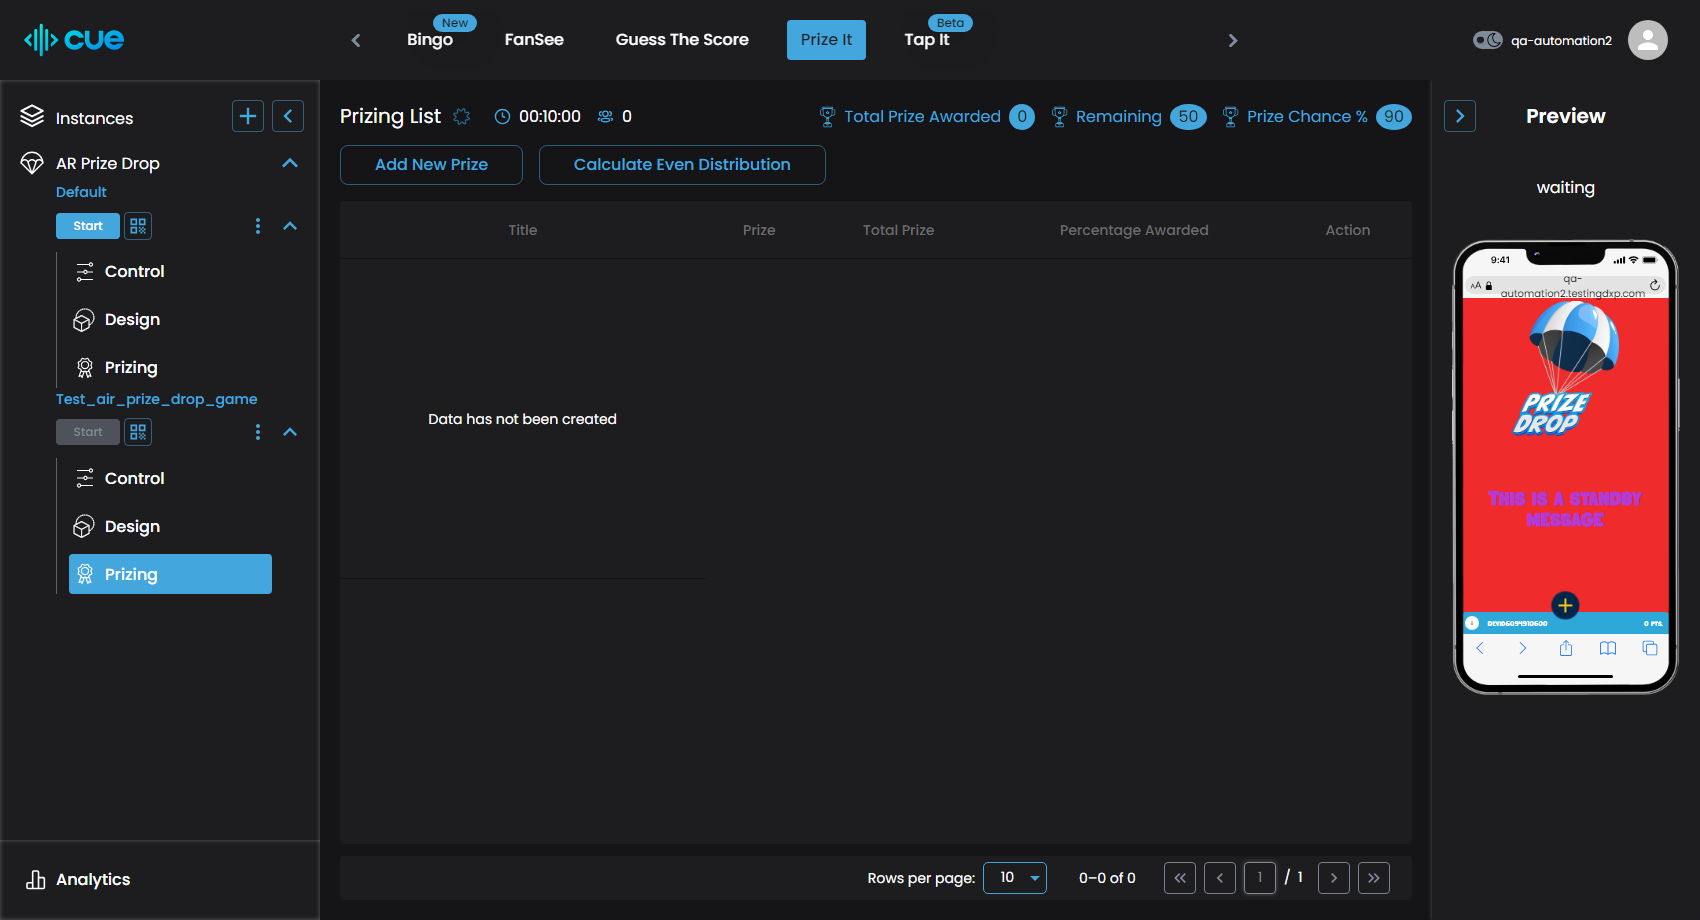 cue
New
Bingo
FanSee
Guess The Score
Prize It
Beta
Tap It
qa-automation2
Instances
AR Prize Drop
Default
Start
Control
Design
Prizing
Test_air_prize_drop_game
Start
Control
Design
Prizing
Analytics
Prizing List
00:10:00
0
Total Prize Awarded 0
Remaining 50
Prize Chance % 90
Add New Prize
Calculate Even Distribution
Title Prize Total Prize Percentage Awarded Action
Data has not been created
Rows per page: 10 0–0 of 0 1 / 1
Preview
waiting
9:41
AA
qa-
automation2.testingdxp.com
PRIZE
DROP
THIS IS A STANDBY
MESSAGE
DEVID6094910600 0 PTS.